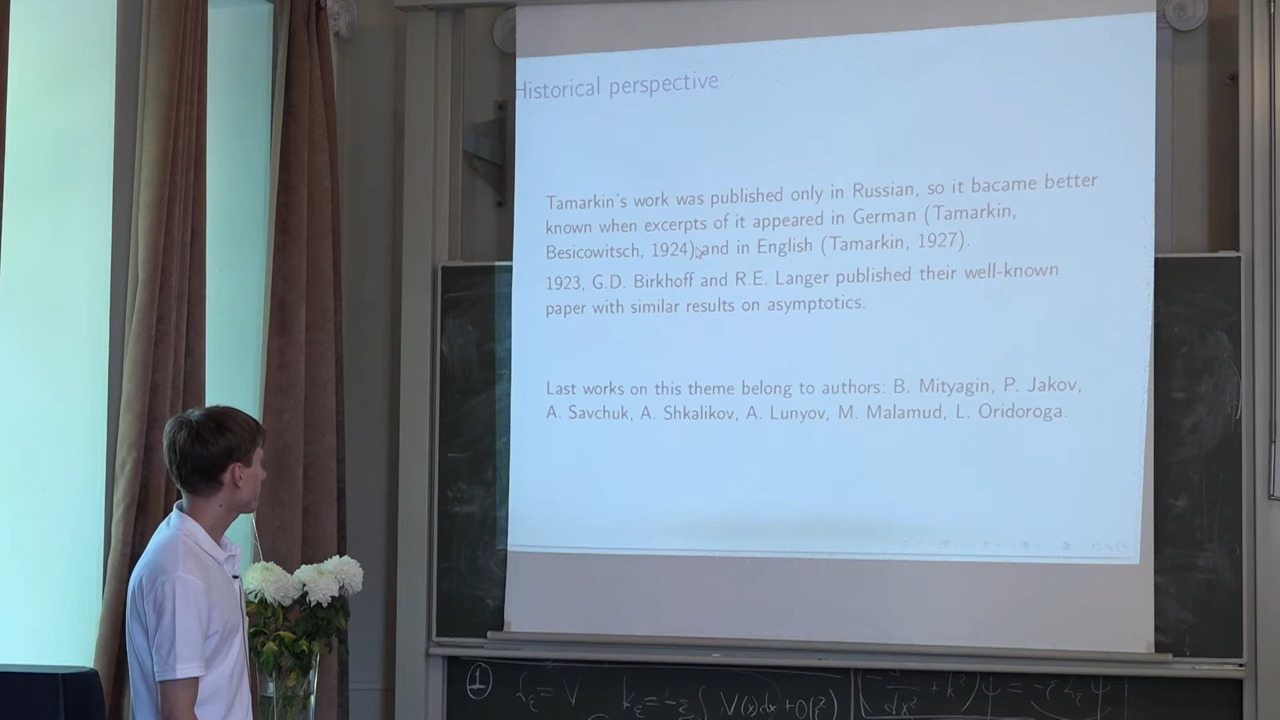 Historical perspective
Tamarkin's work was published only in Russian, so it bacame better
known when excerpts of it appeared in German (Tamarkin,
Besicowitsch, 1924) and in English (Tamarkin, 1927).
1923, G.D. Birkhoff and R.E. Langer published their well-known
paper with similar results on asymptotics.
Last works on this theme belong to authors: B. Mityagin, P. Jakov,
A. Savchuk, A. Shkalikov, A. Lunyov, M. Malamud, L. Oridoroga.